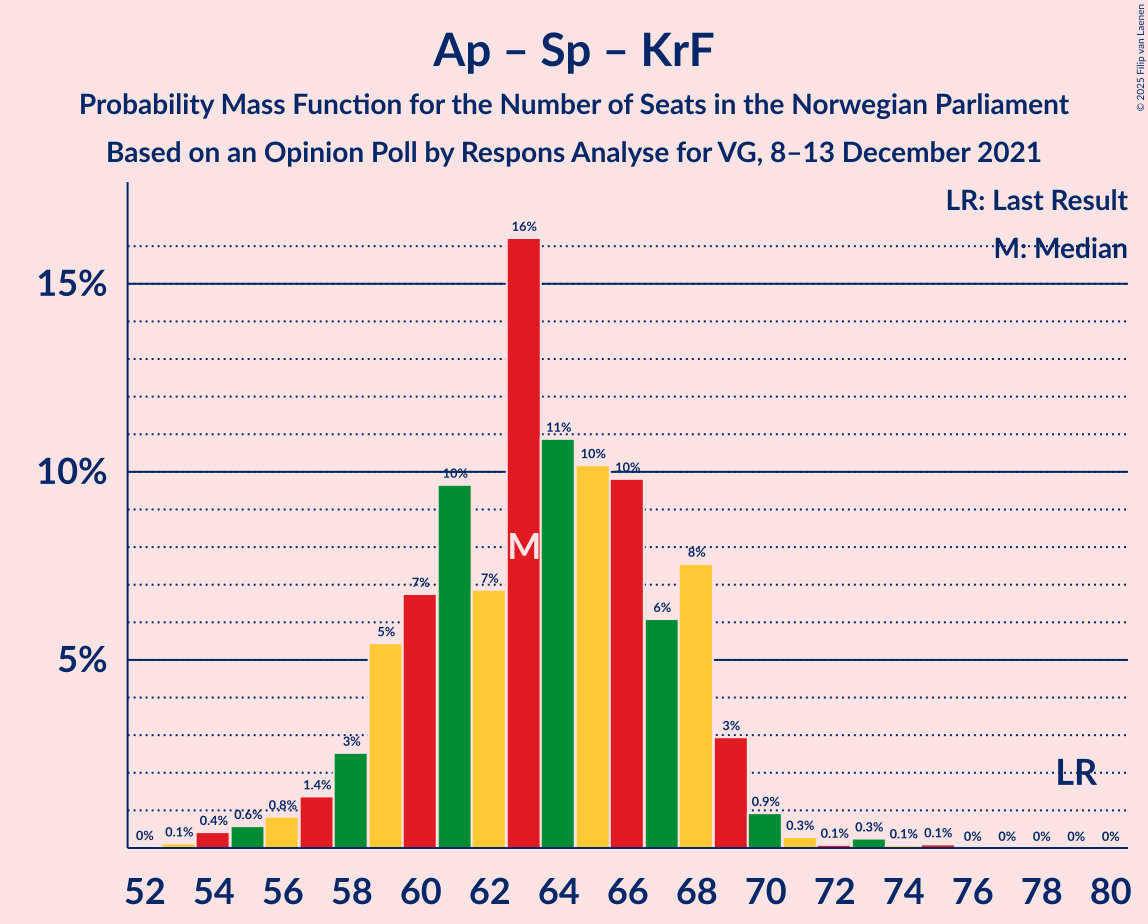 © 2025 Filip van Laenen
Ap – Sp – KrF
Probability Mass Function for the Number of Seats in the Norwegian Parliament
Based on an Opinion Poll by Respons Analyse for VG, 8–13 December 2021
LR: Last Result
M: Median
15%
10%
5%
0% 0.1% 0.4% 0.6% 0.8% 1.4% 3% 5% 7% 10% 7% 16% 11% 10% 10% 6% 8% 3% 0.9% 0.3% 0.1% 0.3% 0.1% 0.1% 0% 0% 0% 0% 0%
M
LR
52 54 56 58 60 62 64 66 68 70 72 74 76 78 80